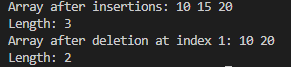 Array after insertions: 10 15 20
Length: 3
Array after deletion at index 1: 10 20
Length: 2